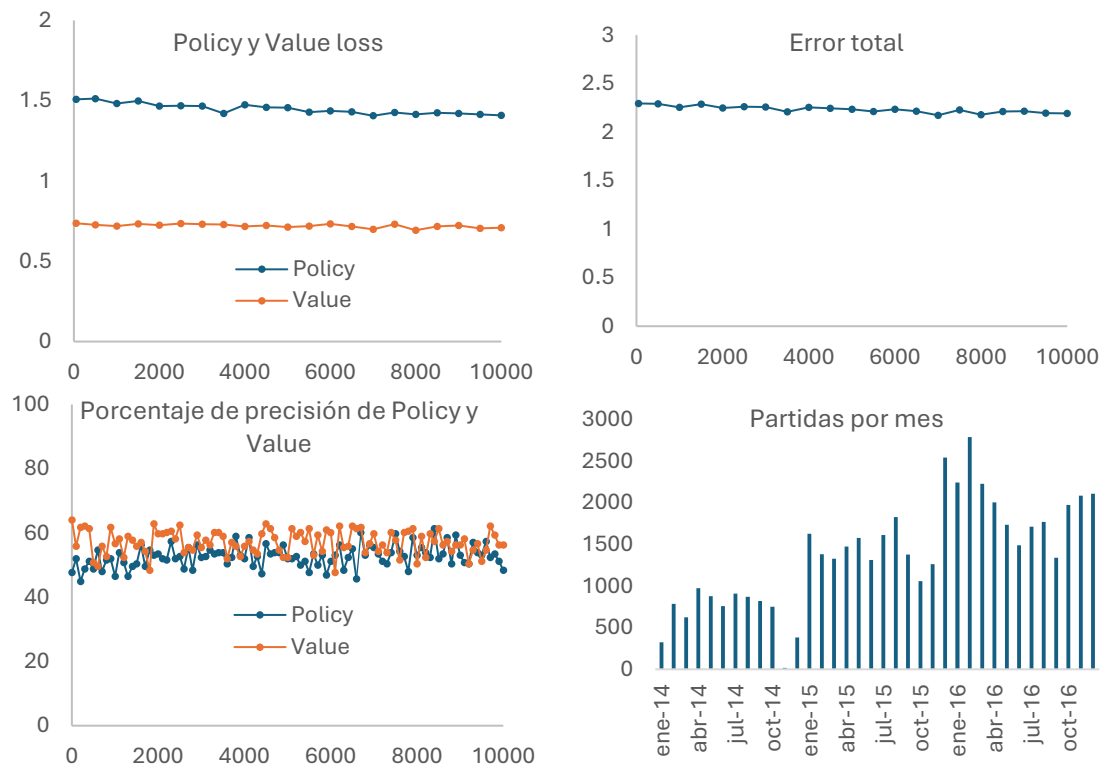 Policy y Value loss
2
1.5
1
0.5
0
Policy
Value
0 2000 4000 6000 8000 10000
Error total
3
2.5
2
1.5
1
0.5
0
0 2000 4000 6000 8000 10000
Porcentaje de precisión de Policy y
Value
100
80
60
40
20
0
Policy
Value
0 2000 4000 6000 8000 10000
Partidas por mes
3000
2500
2000
1500
1000
500
0
ene-14
abr-14
jul-14
oct-14
ene-15
abr-15
jul-15
oct-15
ene-16
abr-16
jul-16
oct-16